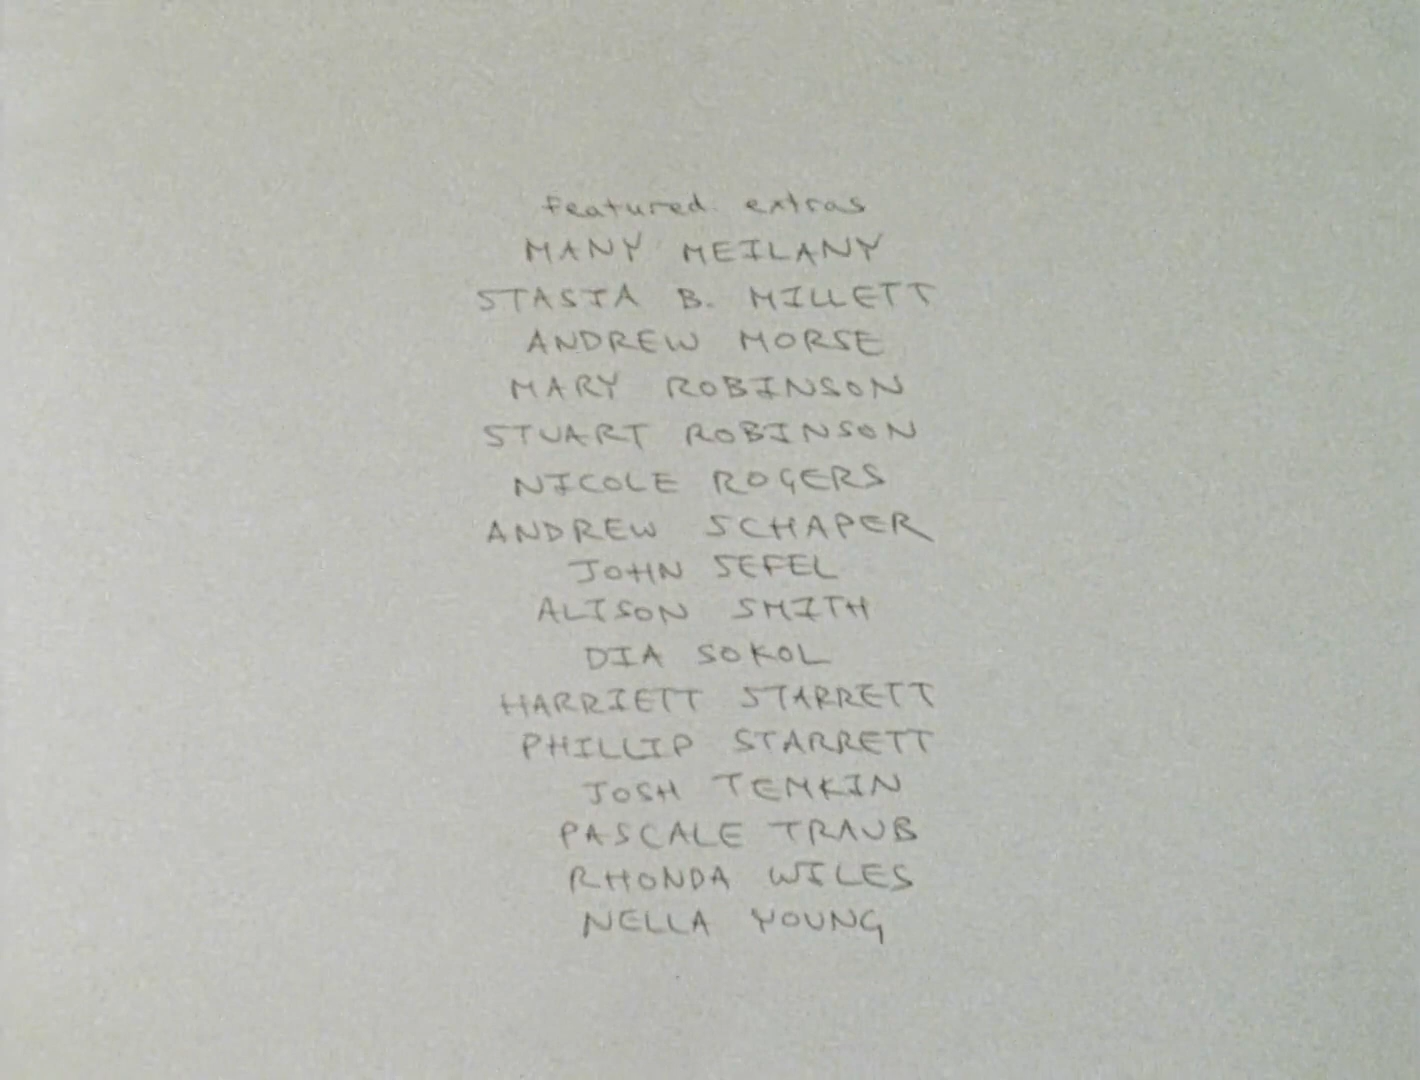 featured extras
MANY MEILANY
STASIA B. MILLETT
ANDREW MORSE
MARY ROBINSON
STUART ROBINSON
NICOLE ROGERS
ANDREW SCHAPER
JOHN SEFEL
ALISON SMITH
DIA SOKOL
HARRIETT STARRETT
PHILLIP STARRETT
JOSH TEMKIN
PASCALE TRAUB
RHONDA WILES
NELLA YOUNG